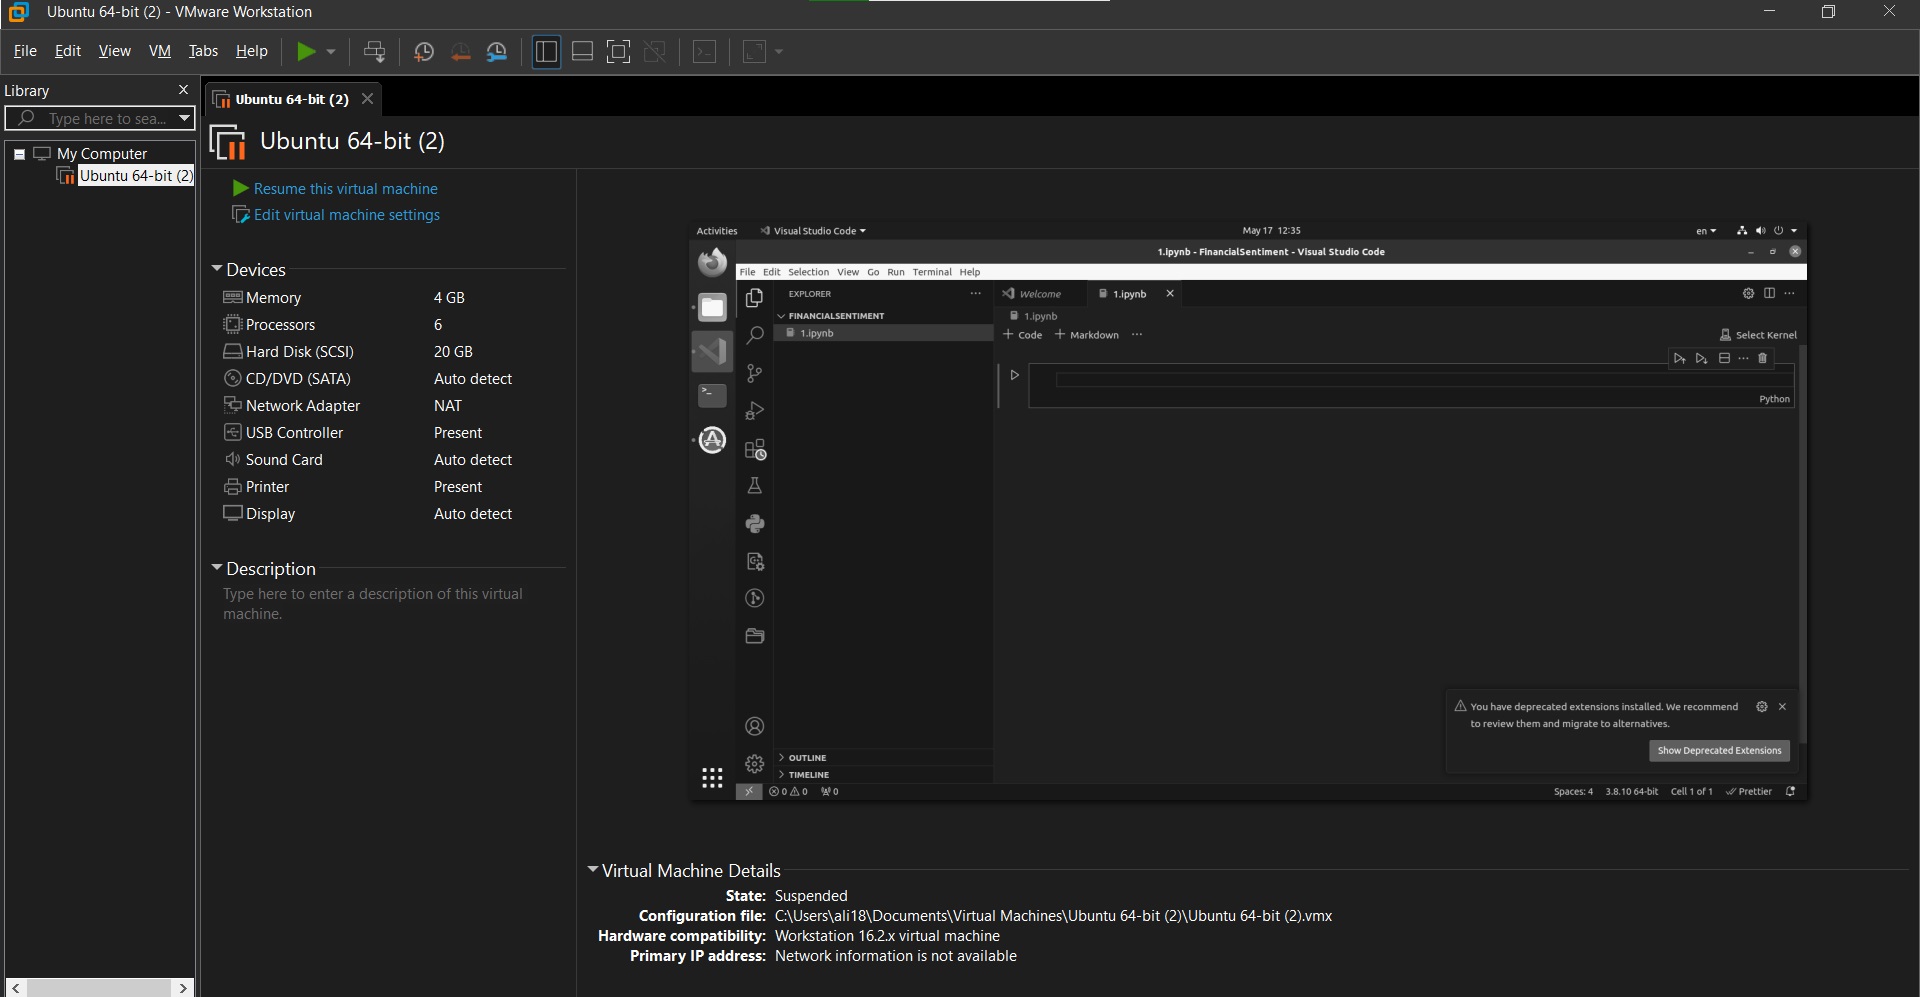 Ubuntu 64-bit (2) - VMware Workstation
File Edit View VM Tabs Help
Library
Type here to sea...
My Computer
Ubuntu 64-bit (2)
Ubuntu 64-bit (2)
Ubuntu 64-bit (2)
Resume this virtual machine
Edit virtual machine settings
Devices
Memory 4 GB
Processors 6
Hard Disk (SCSI) 20 GB
CD/DVD (SATA) Auto detect
Network Adapter NAT
USB Controller Present
Sound Card Auto detect
Printer Present
Display Auto detect
Description
Type here to enter a description of this virtual
machine.
Activities Visual Studio Code May 17 12:35 en
1.ipynb - FinancialSentiment - Visual Studio Code
File Edit Selection View Go Run Terminal Help
EXPLORER
FINANCIALSENTIMENT
1.ipynb
Welcome 1.ipynb
1.ipynb
+ Code + Markdown ... Select Kernel
Python
You have deprecated extensions installed. We recommend
to review them and migrate to alternatives.
Show Deprecated Extensions
OUTLINE
TIMELINE
0 0 0 Spaces: 4 3.8.10 64-bit Cell 1 of 1 Prettier
Virtual Machine Details
State: Suspended
Configuration file: C:\Users\ali18\Documents\Virtual Machines\Ubuntu 64-bit (2)\Ubuntu 64-bit (2).vmx
Hardware compatibility: Workstation 16.2.x virtual machine
Primary IP address: Network information is not available